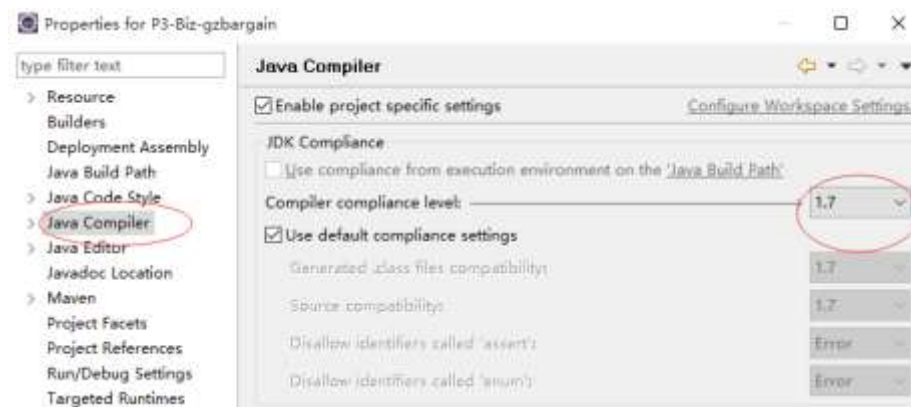 Properties for P3-Biz-gzbargain
type filter text
Resource
Builders
Deployment Assembly
Java Build Path
Java Code Style
Java Compiler
Java Editor
Javadoc Location
Maven
Project Facets
Project References
Run/Debug Settings
Targeted Runtimes
Java Compiler
Enable project specific settings
Configure Workspace Settings
JDK Compliance
Use compliance from execution environment on the 'Java Build Path'
Compiler compliance level: 1.7
Use default compliance settings
Generated .class files compatibility: 1.7
Source compatibility: 1.7
Disallow identifiers called 'assert': Error
Disallow identifiers called 'enum': Error